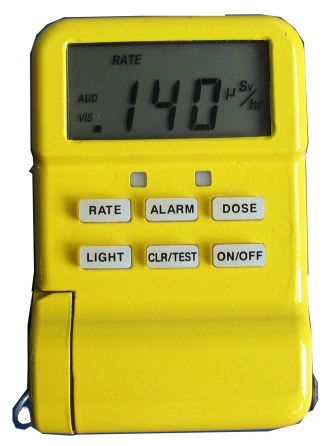 RATE
AUD
VIS
.140 μSv/hr
RATE ALARM DOSE
LIGHT CLR/TEST ON/OFF